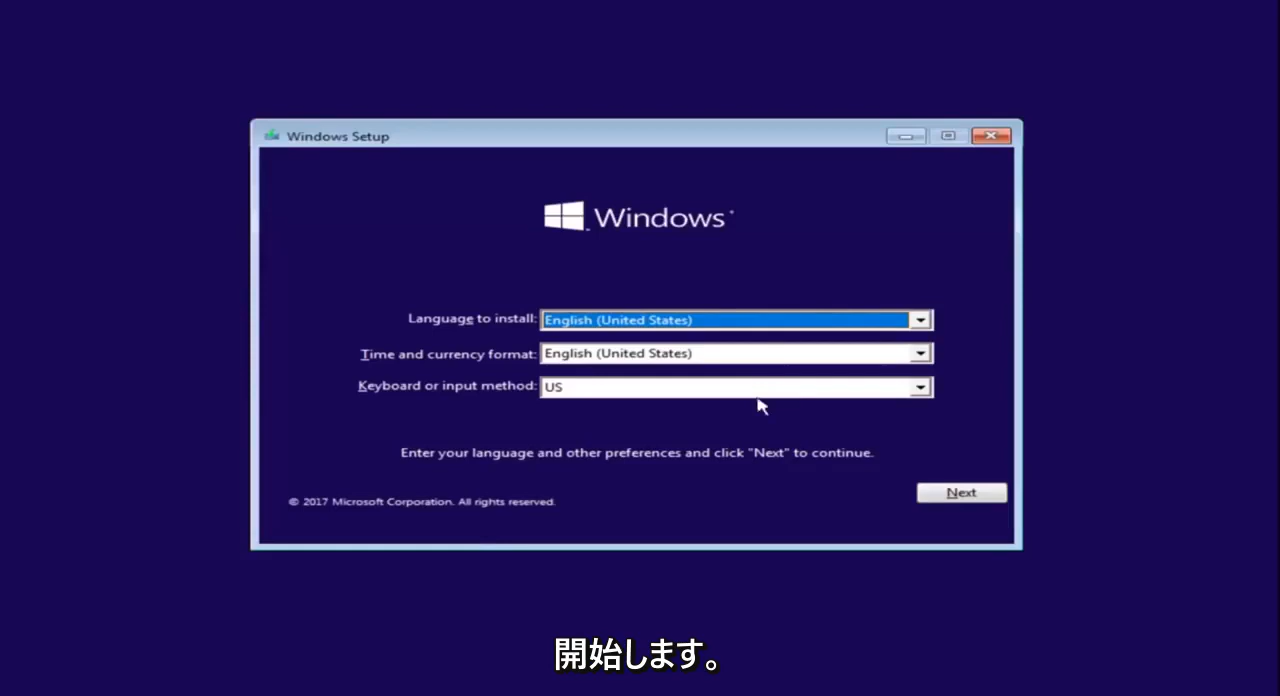 Windows Setup
Windows
Language to install: English (United States)
Time and currency format: English (United States)
Keyboard or input method: US
Enter your language and other preferences and click "Next" to continue.
© 2017 Microsoft Corporation. All rights reserved.
Next
開始します。